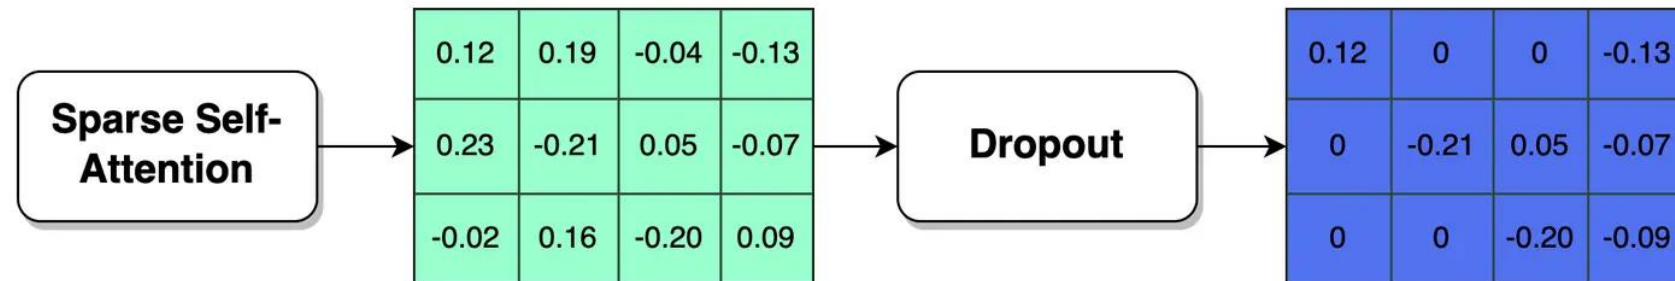 Sparse Self-
Attention
0.12 0.19 -0.04 -0.13
0.23 -0.21 0.05 -0.07
-0.02 0.16 -0.20 0.09
Dropout
0.12 0 0 -0.13
0 -0.21 0.05 -0.07
0 0 -0.20 -0.09